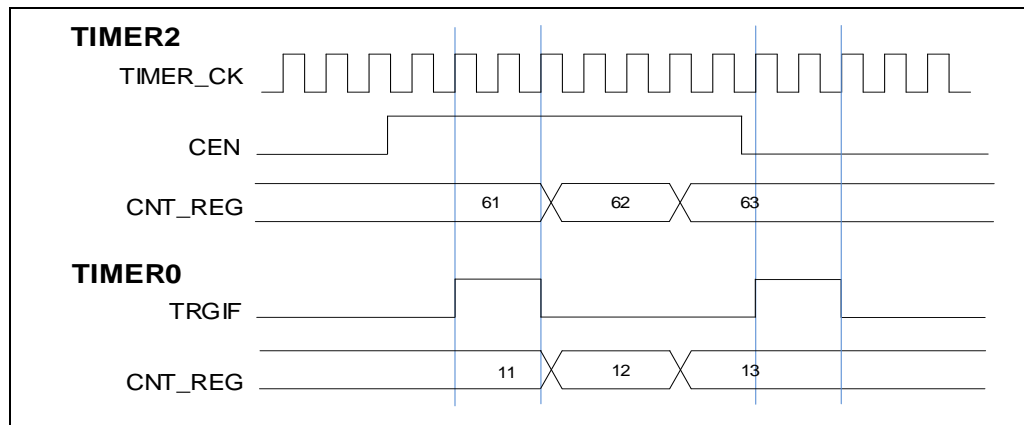 TIMER2
TIMER_CK
CEN
CNT_REG 61 62 63
TIMER0
TRGIF
CNT_REG 11 12 13